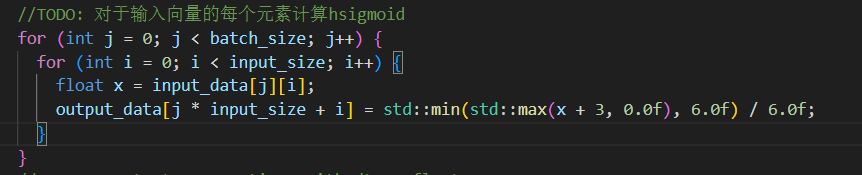 //TODO: 对于输入向量的每个元素计算hsigmoid
for (int j = 0; j < batch_size; j++) {
for (int i = 0; i < input_size; i++) {
float x = input_data[j][i];
output_data[j * input_size + i] = std::min(std::max(x + 3, 0.0f), 6.0f) / 6.0f;
}
}